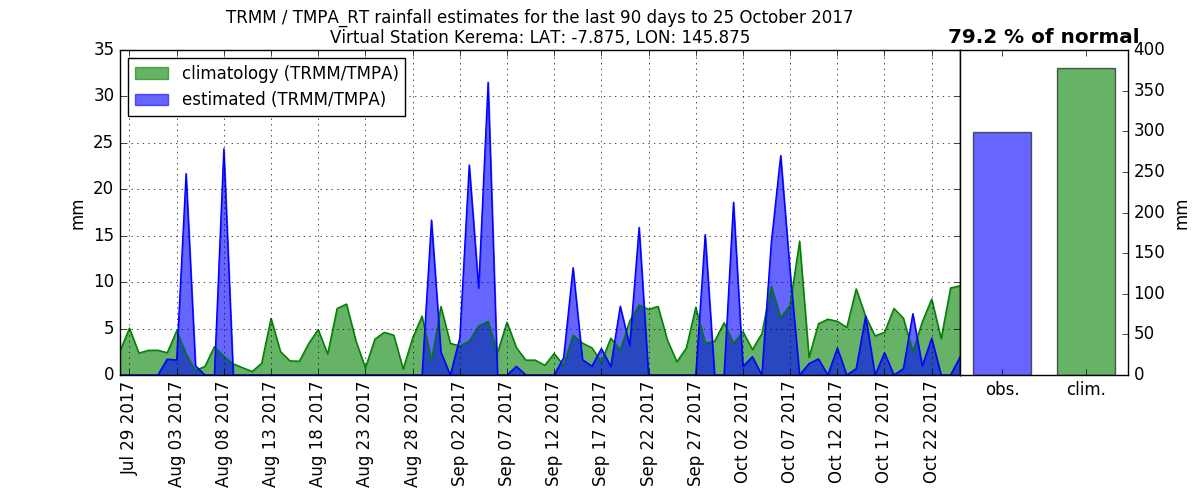 TRMM / TMPA_RT rainfall estimates for the last 90 days to 25 October 2017
Virtual Station Kerema: LAT: -7.875, LON: 145.875
79.2 % of normal
climatology (TRMM/TMPA)
estimated (TRMM/TMPA)
mm
35
30
25
20
15
10
5
0
Jul 29 2017
Aug 03 2017
Aug 08 2017
Aug 13 2017
Aug 18 2017
Aug 23 2017
Aug 28 2017
Sep 02 2017
Sep 07 2017
Sep 12 2017
Sep 17 2017
Sep 22 2017
Sep 27 2017
Oct 02 2017
Oct 07 2017
Oct 12 2017
Oct 17 2017
Oct 22 2017
400
350
300
250
200
150
100
50
0
mm
obs.
clim.